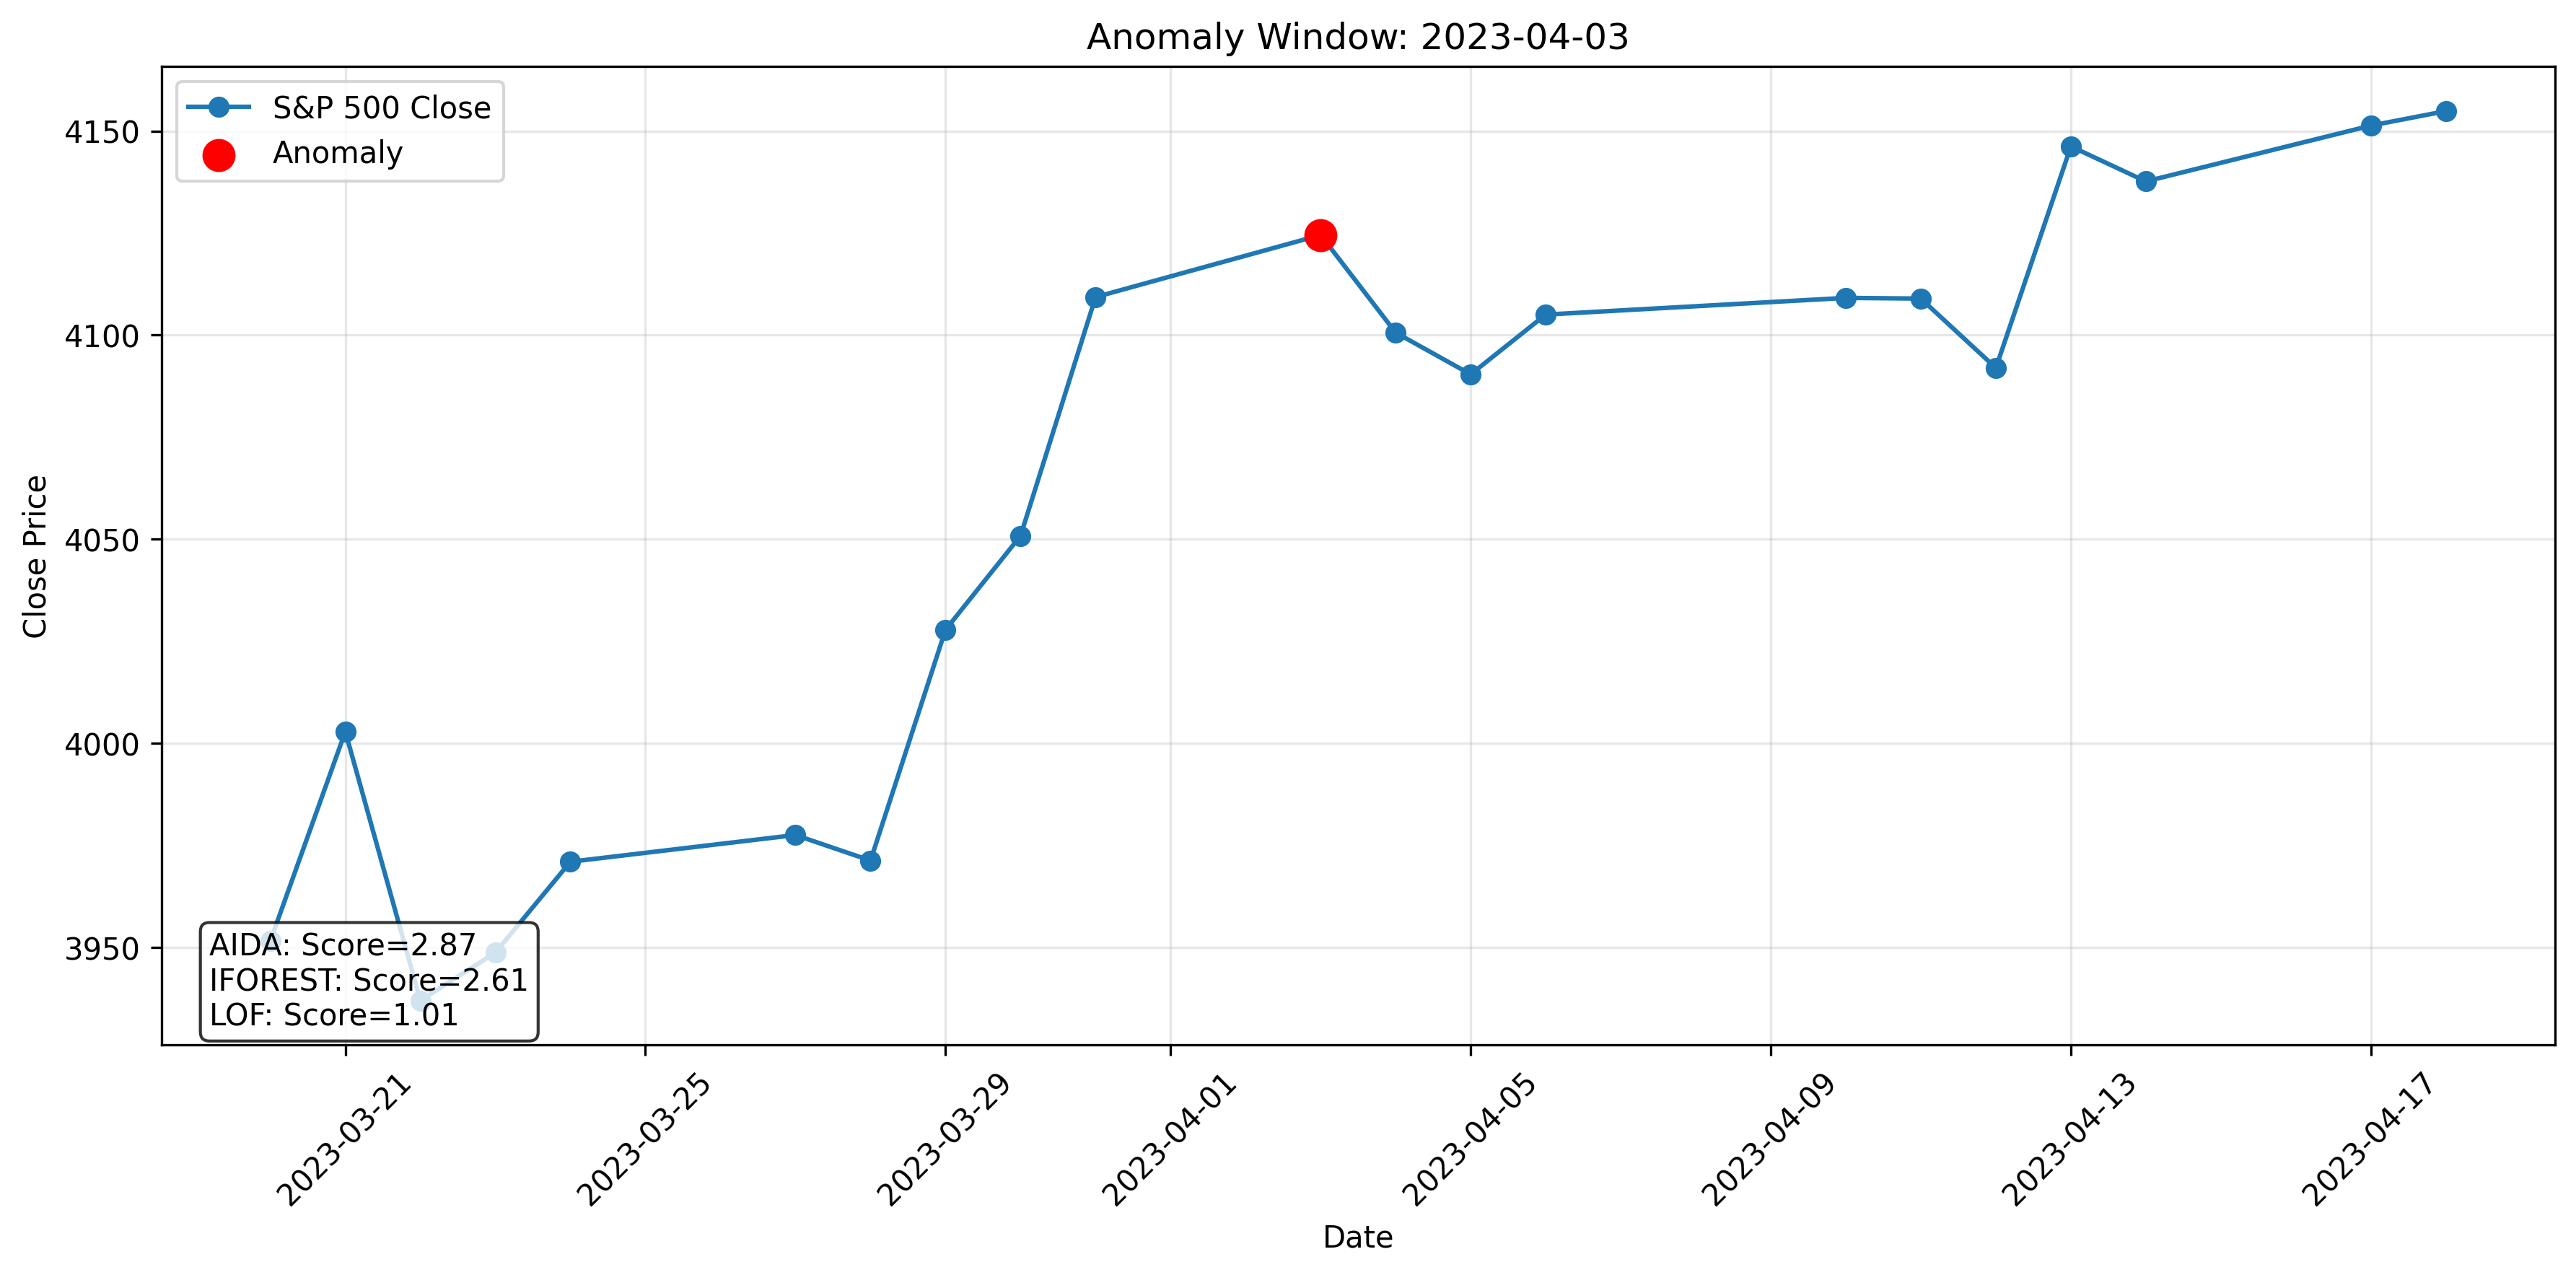 Anomaly Window: 2023-04-03
S&P 500 Close
Anomaly
4150
4100
4050
4000
3950
Close Price
AIDA: Score=2.87
IFOREST: Score=2.61
LOF: Score=1.01
2023-03-21
2023-03-25
2023-03-29
2023-04-01
2023-04-05
2023-04-09
2023-04-13
2023-04-17
Date